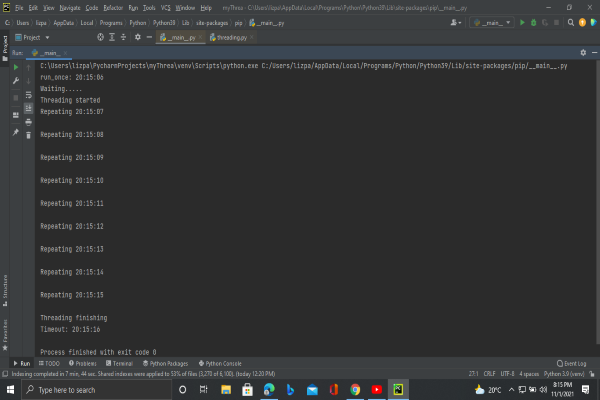 File Edit View Navigate Code Refactor Run Tools VCS Window Help myThrea - C:\Users\lizpa\AppData\Local\Programs\Python\Python39\Lib\site-packages\pip\__main__.py
C: Users lizpa AppData Local Programs Python Python39 Lib site-packages pip __main__.py __main__
Project __main__.py threading.py
Project
Run: __main__
C:\Users\lizpa\PycharmProjects\myThrea\venv\Scripts\python.exe C:/Users/lizpa/AppData/Local/Programs/Python/Python39/Lib/site-packages/pip/__main__.py
run_once: 20:15:06
Waiting.....
Threading started
Repeating 20:15:07
Repeating 20:15:08
Repeating 20:15:09
Repeating 20:15:10
Repeating 20:15:11
Repeating 20:15:12
Repeating 20:15:13
Repeating 20:15:14
Repeating 20:15:15
Threading finishing
Timeout: 20:15:16
Process finished with exit code 0
Structure
Favorites
Run TODO Problems Terminal Python Packages Python Console Event Log
Indexing completed in 7 min, 44 sec. Shared indexes were applied to 53% of files (3,270 of 6,100). (today 12:20 PM) 27:1 CRLF UTF-8 4 spaces Python 3.9 (venv)
Type here to search 20°C 8:15 PM
11/1/2021